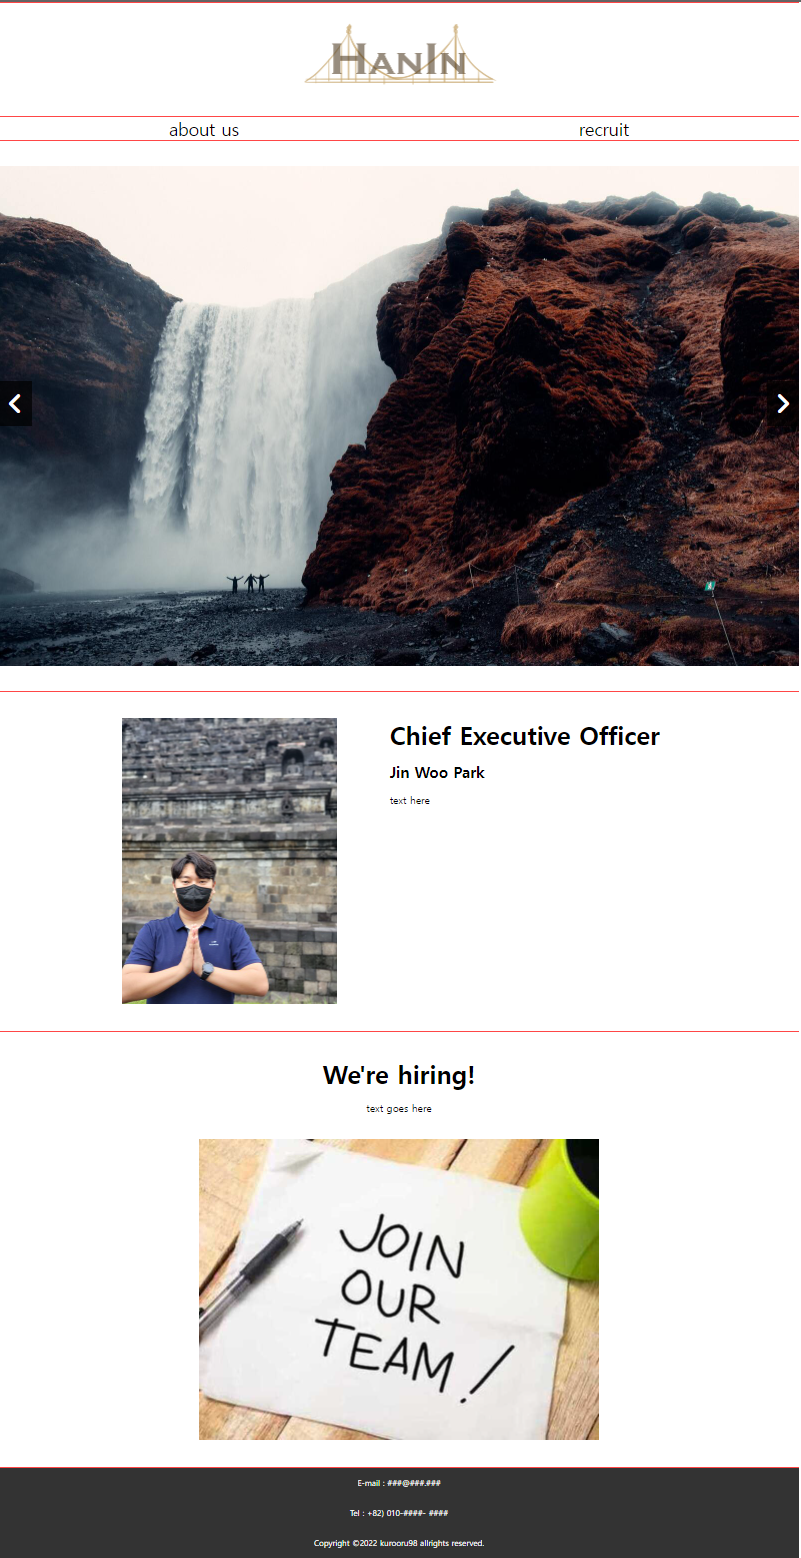 HanIn
about us
recruit
Chief Executive Officer
Jin Woo Park
text here
We're hiring!
text goes here
JOIN
OUR
TEAM!
E-mail : ###@###.###
Tel : +82) 010-####- ####
Copyright ©2022 kurooru98 allrights reserved.